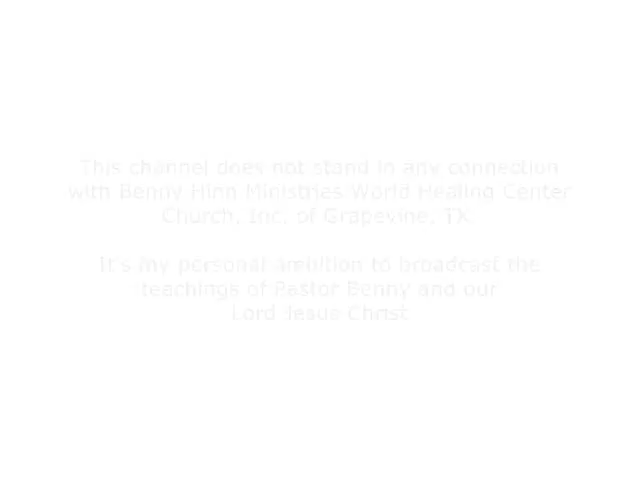 This channel does not stand in any connection
with Benny Hinn Ministries World Healing Center
Church, Inc. of Grapevine, TX.
It's my personal ambition to broadcast the
teachings of Pastor Benny and our
Lord Jesus Christ